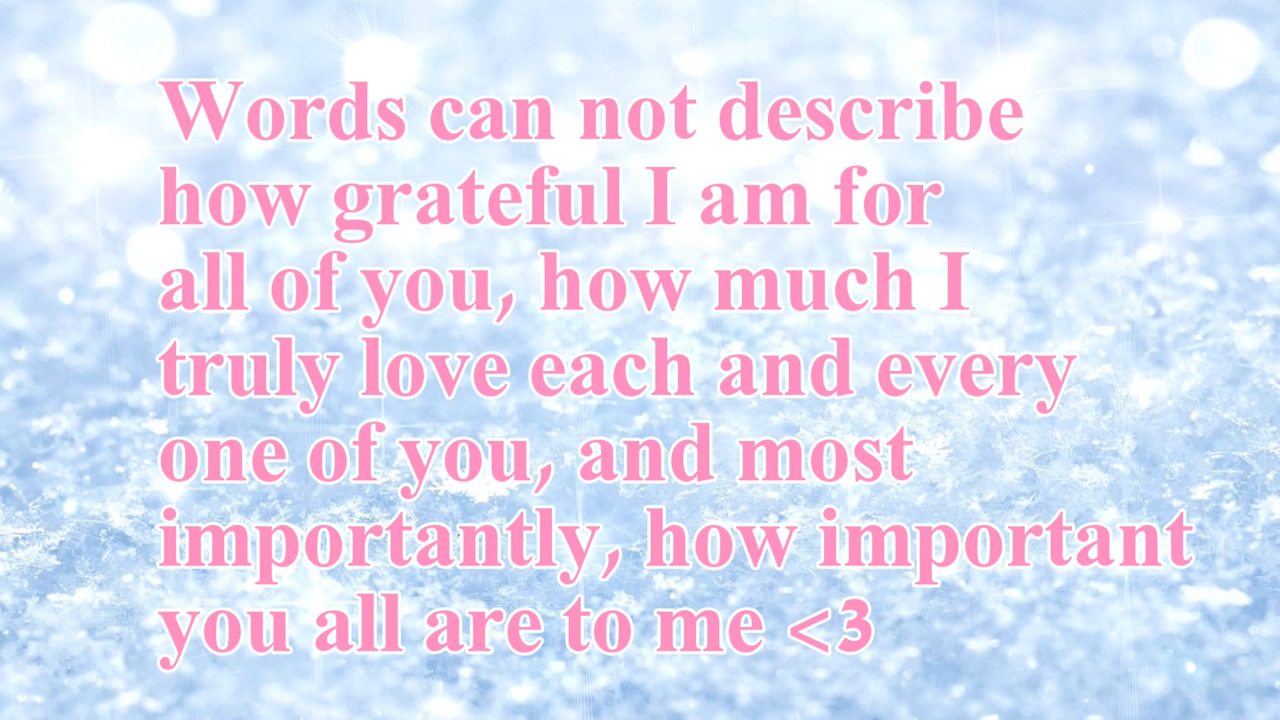 Words can not describe
how grateful I am for
all of you, how much I
truly love each and every
one of you, and most
importantly, how important
you all are to me <3